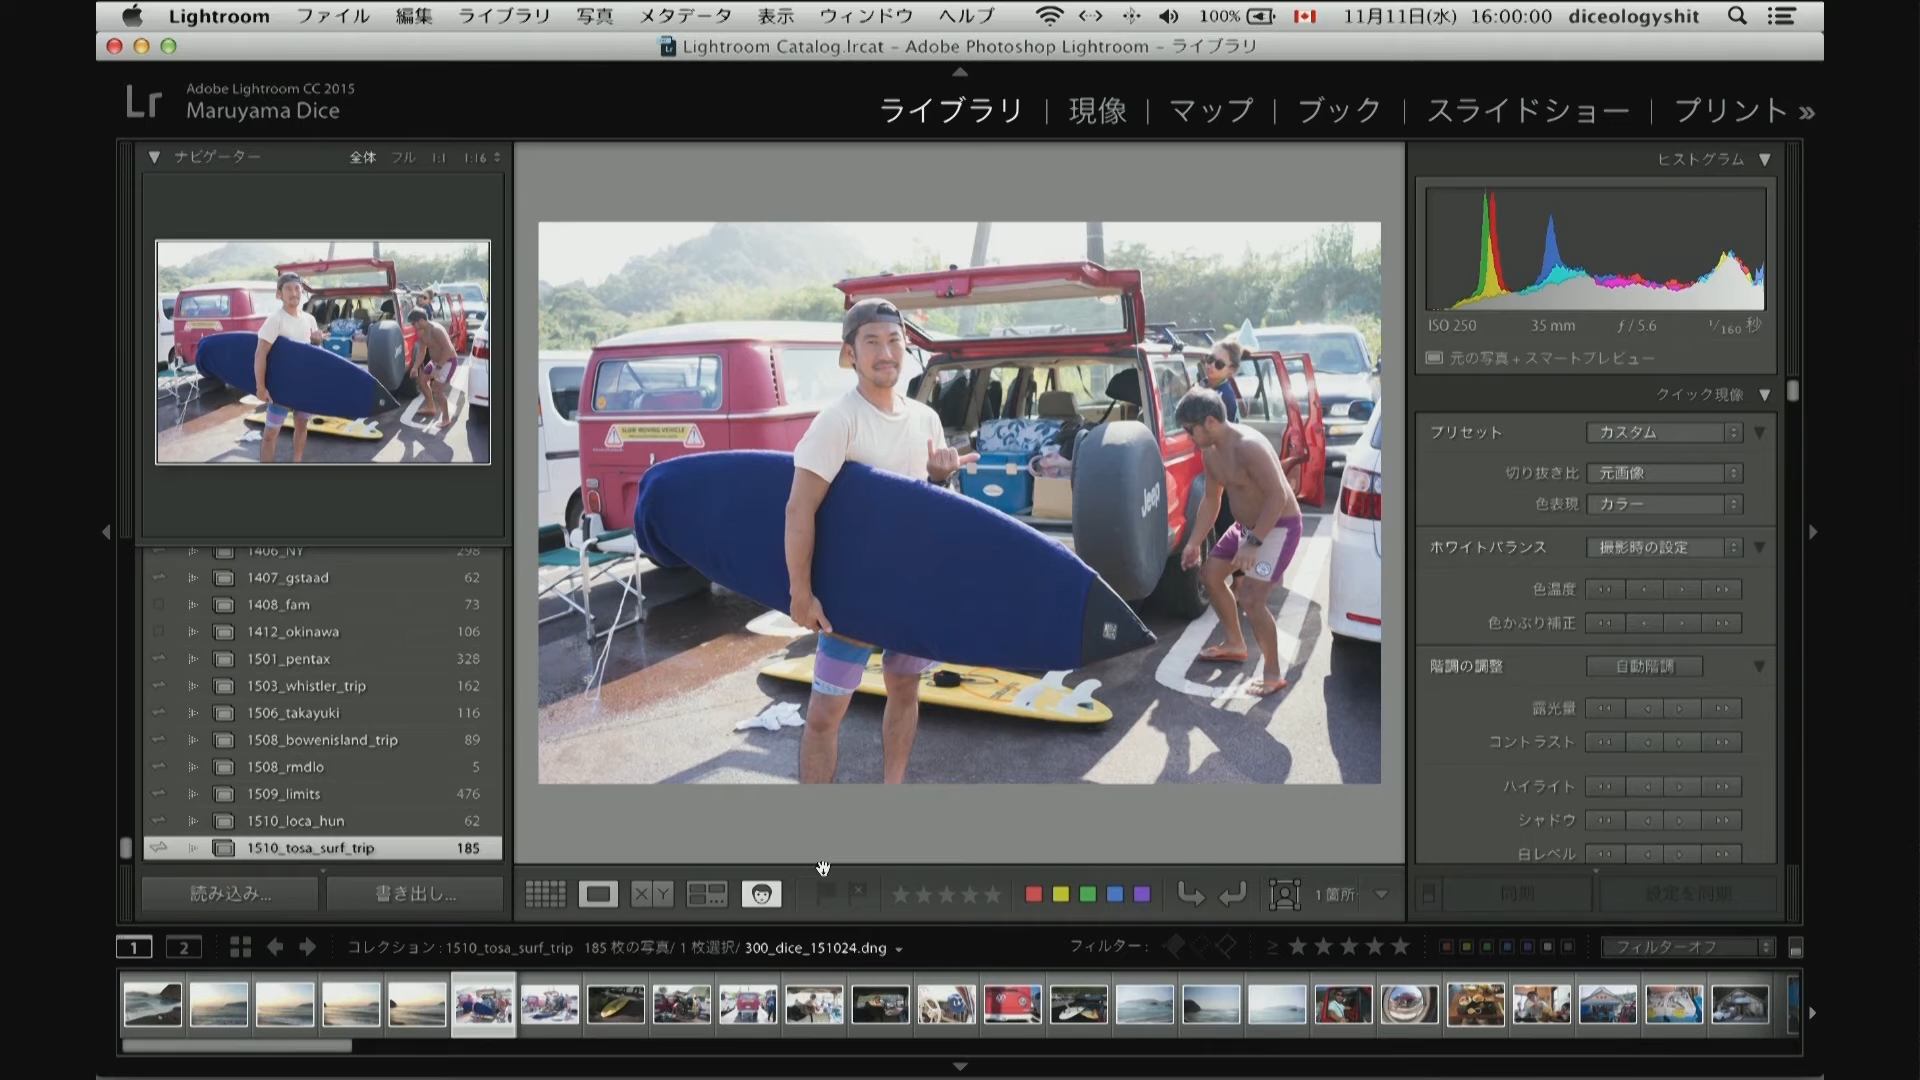 Lightroom ファイル 編集 ライブラリ 写真 メタデータ 表示 ウィンドウ ヘルプ 100% 11月11日(水) 16:00:00 diceologyshit
Lightroom Catalog.lrcat – Adobe Photoshop Lightroom – ライブラリ
Lr Adobe Lightroom CC 2015
Maruyama Dice
ライブラリ | 現像 | マップ | ブック | スライドショー | プリント »
ナビゲーター 全体 フル 1:1 1:16
1406_NY 298
1407_gstaad 62
1408_fam 73
1412_okinawa 106
1501_pentax 328
1503_whistler_trip 162
1506_takayuki 116
1508_bowenisland_trip 89
1508_rmdlo 5
1509_limits 476
1510_loca_hun 62
1510_tosa_surf_trip 185
読み込み... 書き出し...
SLOW MOVING VEHICLE
Jeep
ヒストグラム
ISO 250 35 mm f / 5.6 1/160 秒
元の写真 + スマートプレビュー
クイック現像
プリセット カスタム
切り抜き比 元画像
色表現 カラー
ホワイトバランス 撮影時の設定
色温度
色かぶり補正
階調の調整 自動階調
露光量
コントラスト
ハイライト
シャドウ
白レベル
X Y 1 箇所
同期 設定を同期
1 2 コレクション : 1510_tosa_surf_trip 185 枚の写真/ 1 枚選択/ 300_dice_151024.dng フィルター : ≥ フィルターオフ